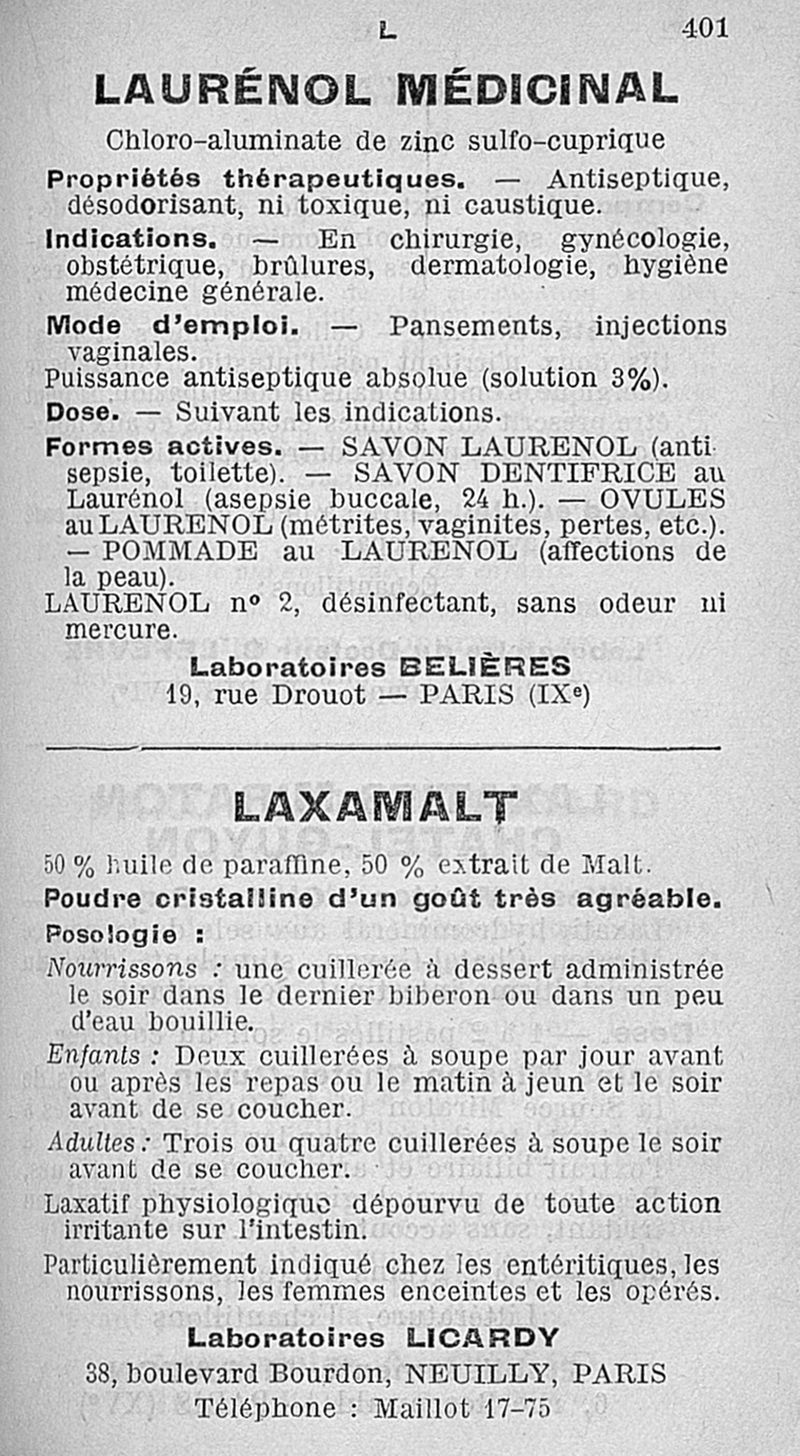 L 401
LAURÉNOL MÉDICINAL
Chloro-aluminate de zinc sulfo-cuprique
Propriétés thérapeutiques. — Antiseptique,
désodorisant, ni toxique, ni caustique.
Indications. — En chirurgie, gynécologie,
obstétrique, brûlures, dermatologie, hygiène
médecine générale.
Mode d'emploi. — Pansements, injections
vaginales.
Puissance antiseptique absolue (solution 3%).
Dose. — Suivant les indications.
Formes actives. — SAVON LAURENOL (anti
sepsie, toilette). — SAVON DENTIFRICE au
Laurénol (asepsie buccale, 24 h.). — OVULES
au LAURENOL (métrites, vaginites, pertes, etc.).
— POMMADE au LAURENOL (affections de
la peau).
LAURENOL nº 2, désinfectant, sans odeur ni
mercure.
Laboratoires BELIÈRES
19, rue Drouot — PARIS (IXᵉ)
LAXAMALT
50 % huile de paraffine, 50 % extrait de Malt.
Poudre cristalline d'un goût très agréable.
Posologie :
Nourrissons : une cuillerée à dessert administrée
le soir dans le dernier biberon ou dans un peu
d'eau bouillie.
Enfants : Deux cuillerées à soupe par jour avant
ou après les repas ou le matin à jeun et le soir
avant de se coucher.
Adultes : Trois ou quatre cuillerées à soupe le soir
avant de se coucher.
Laxatif physiologique dépourvu de toute action
irritante sur l'intestin.
Particulièrement indiqué chez les entéritiques, les
nourrissons, les femmes enceintes et les opérés.
Laboratoires LICARDY
38, boulevard Bourdon, NEUILLY, PARIS
Téléphone : Maillot 17-75